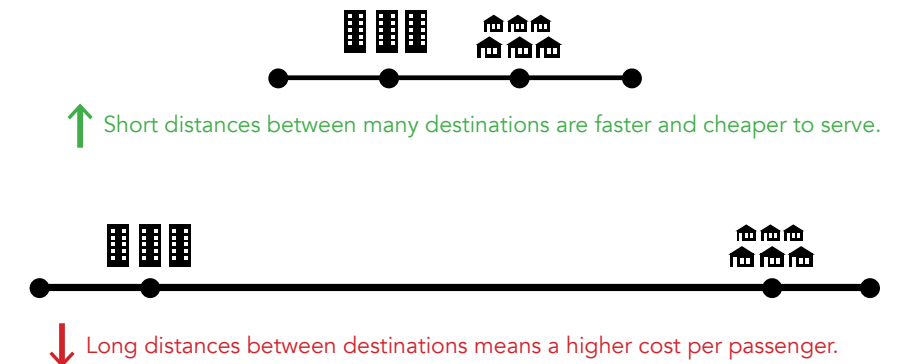 Short distances between many destinations are faster and cheaper to serve.
Long distances between destinations means a higher cost per passenger.